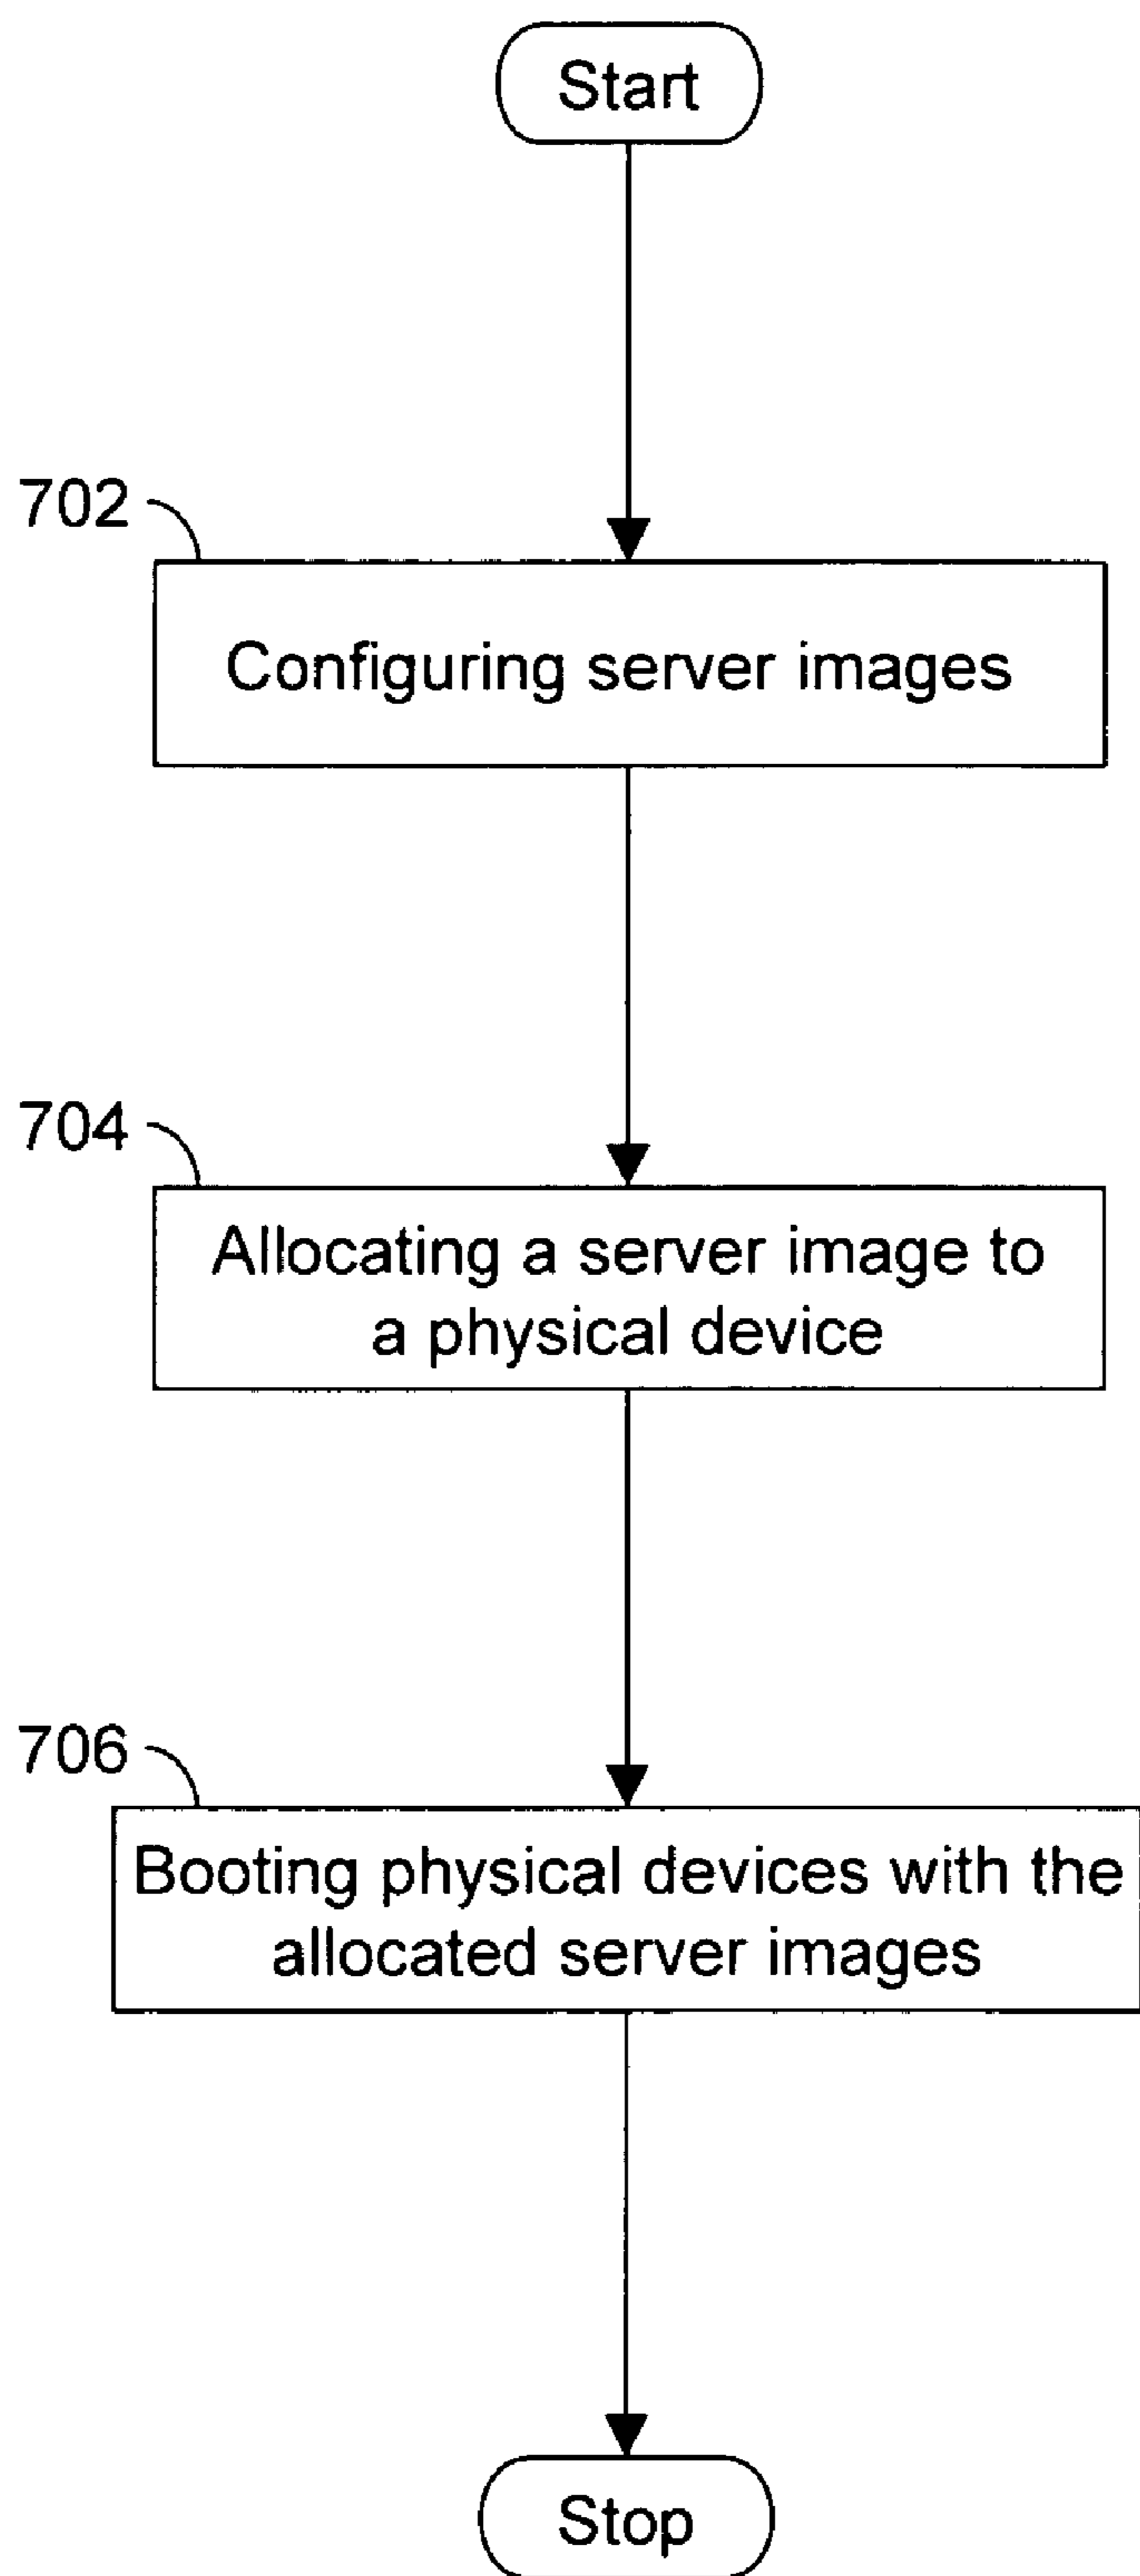 Start
702
Configuring server images
704
Allocating a server image to
a physical device
706
Booting physical devices with the
allocated server images
Stop